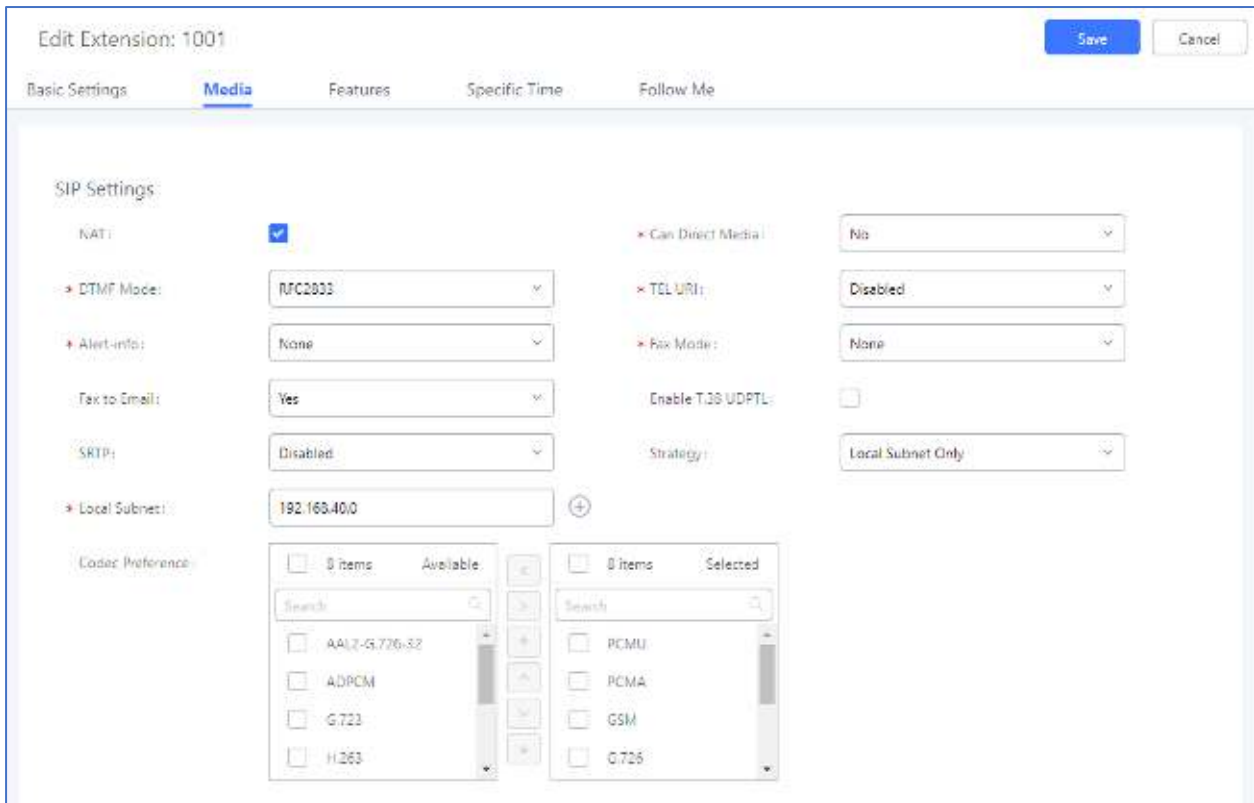 Edit Extension: 1001
Save Cancel
Basic Settings Media Features Specific Time Follow Me
SIP Settings
NAT: * Can Direct Media: No
* DTMF Mode: RFC2833 * TEL URI: Disabled
* Alert-info: None * Fax Mode: None
Fax to Email: Yes Enable T.38 UDPTL:
SRTP: Disabled Strategy: Local Subnet Only
* Local Subnet: 192.168.40.0
Codec Preference: 8 items Available 8 items Selected
Search Search
AAL2-G.726-32 PCMU
ADPCM PCMA
G.723 GSM
H.263 G.726